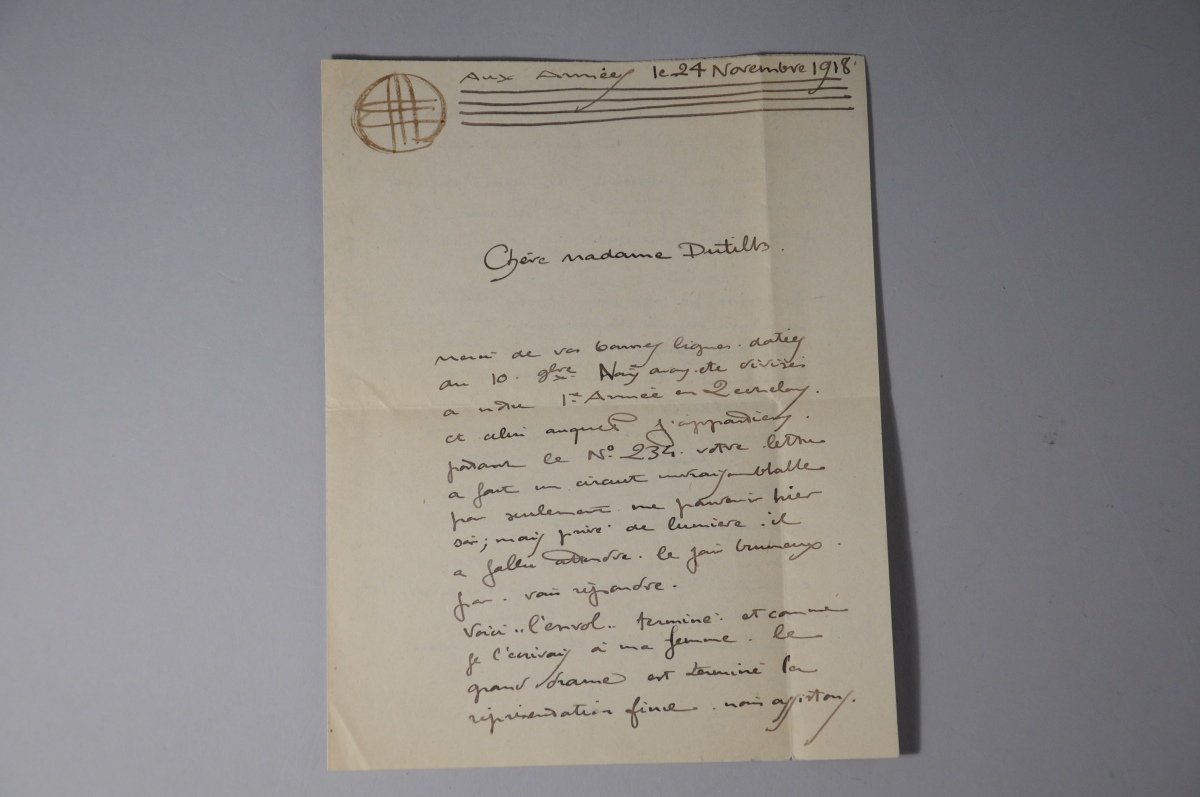 Aux Armées le 24 Novembre 1918
Chère Madame Dutilh
merci de vos bonnes lignes. datées
du 10. 9bre Nous avons été divisés
a notre 1re Armée en 2 echelons.
et celui auquel j'appartiens.
portant le No. 234. votre lettre
a fait un circuit invraisemblable
pour seulement me parvenir hier
soir; mais privé de lumière. il
a fallu attendre. le jour brumeux.
pour. vous répondre.
Voici "l'envol" terminé. et comme
je l'écrivais à ma femme. le
grand drame est terminé la
représentation finie. nous assistons.